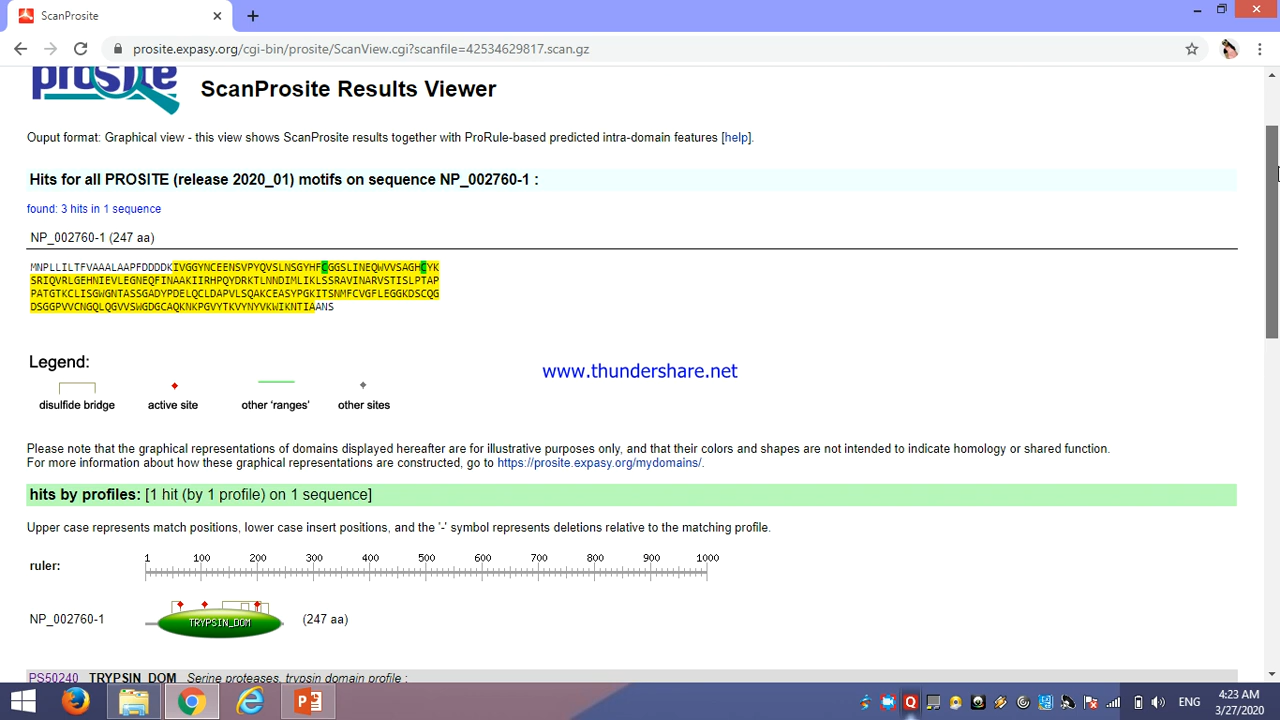 ScanProsite
prosite.expasy.org/cgi-bin/prosite/ScanView.cgi?scanfile=42534629817.scan.gz
prosite
ScanProsite Results Viewer
Ouput format: Graphical view - this view shows ScanProsite results together with ProRule-based predicted intra-domain features [help].
Hits for all PROSITE (release 2020_01) motifs on sequence NP_002760-1 :
found: 3 hits in 1 sequence
NP_002760-1 (247 aa)
MNPLLILTFVAAALAAPFDDDDKIVGGYNCEENSVPYQVSLNSGYHFCGGSLINEQWVVSAGHCYK
SRIQVRLGEHNIEVLEGNEQFINAAKIIRHPQYDRKTLNNDIMLIKLSSRAVINARVSTISLPTAP
PATGTKCLISGWGNTASSGADYPDELQCLDAPVLSQAKCEASYPGKITSNMFCVGFLEGGKDSCQG
DSGGPVVCNGQLQGVVSWGDGCAQKNKPGVYTKVYNYVKWIKNTIAANS
Legend:
www.thundershare.net
disulfide bridge active site other 'ranges' other sites
Please note that the graphical representations of domains displayed hereafter are for illustrative purposes only, and that their colors and shapes are not intended to indicate homology or shared function.
For more information about how these graphical representations are constructed, go to https://prosite.expasy.org/mydomains/.
hits by profiles: [1 hit (by 1 profile) on 1 sequence]
Upper case represents match positions, lower case insert positions, and the '-' symbol represents deletions relative to the matching profile.
1 100 200 300 400 500 600 700 800 900 1000
ruler:
NP_002760-1 TRYPSIN_DOM (247 aa)
PS50240 TRYPSIN_DOM Serine proteases, trypsin domain profile :
ENG
4:23 AM
3/27/2020